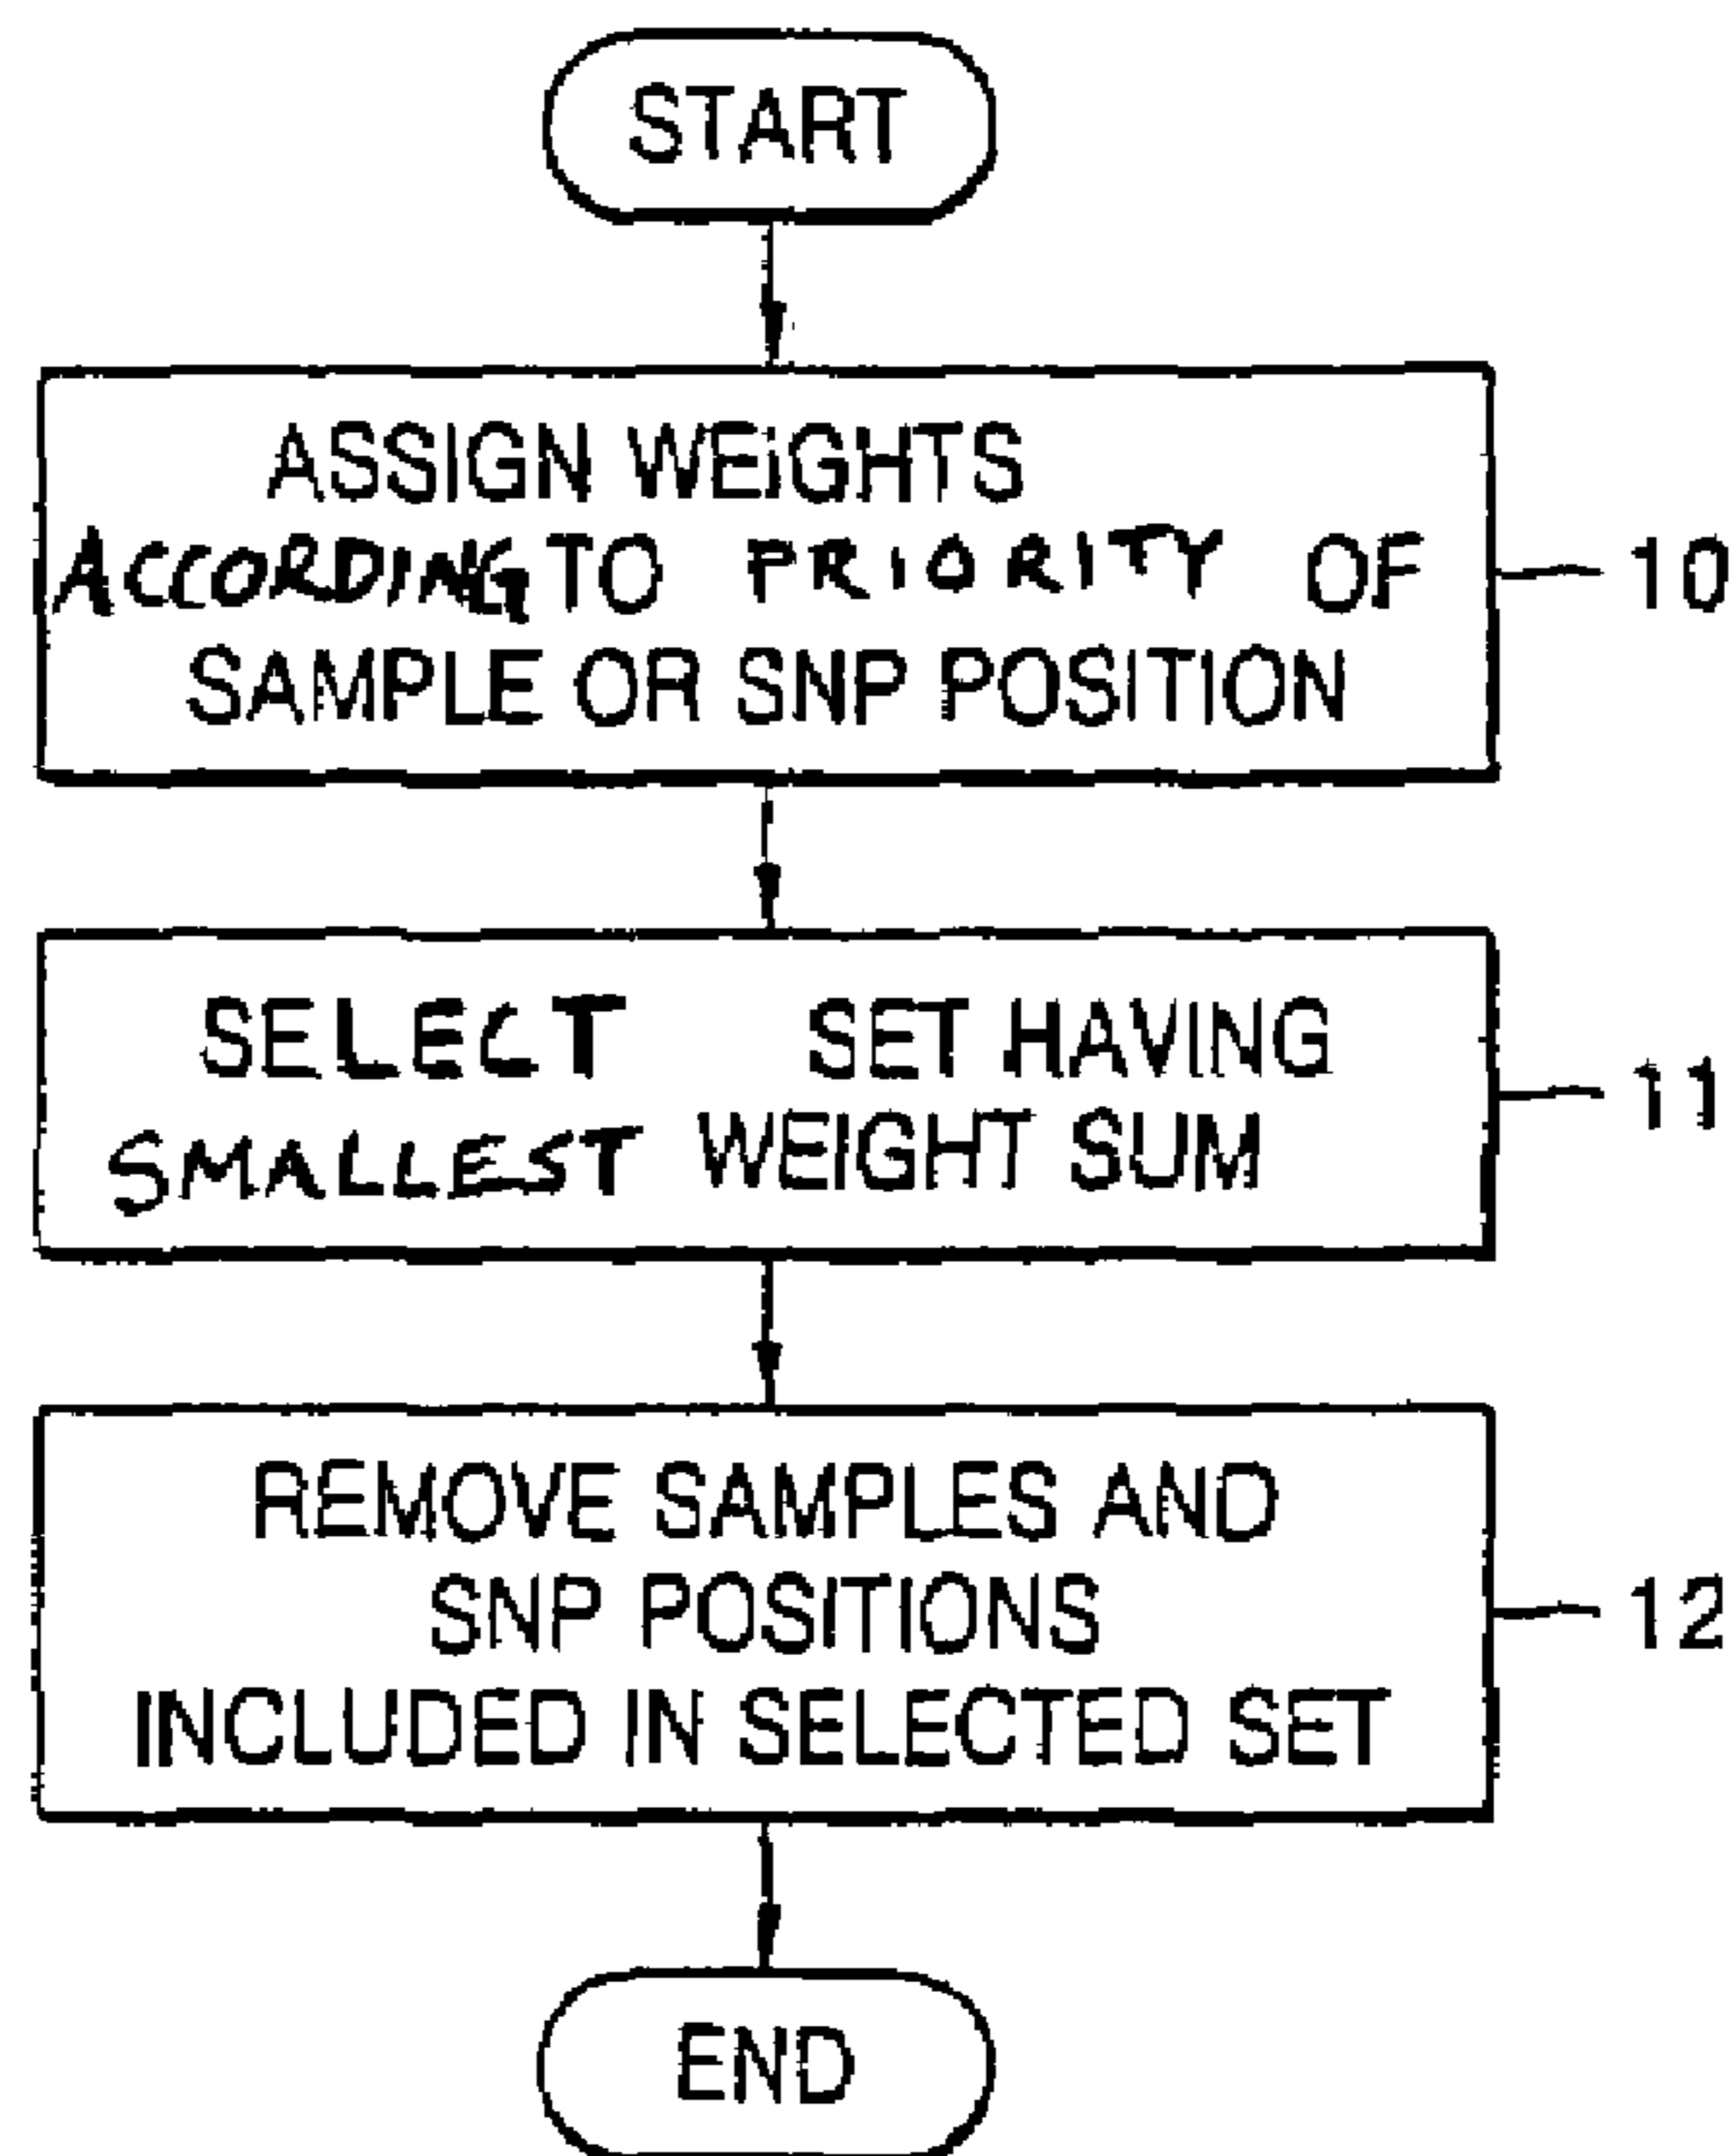 START
ASSIGN WEIGHTS
ACCORDING TO PRIORITY OF
SAMPLE OR SNP POSITION
10
SELECT SET HAVING
SMALLEST WEIGHT SUM
11
REMOVE SAMPLES AND
SNP POSITIONS
INCLUDED IN SELECTED SET
12
END